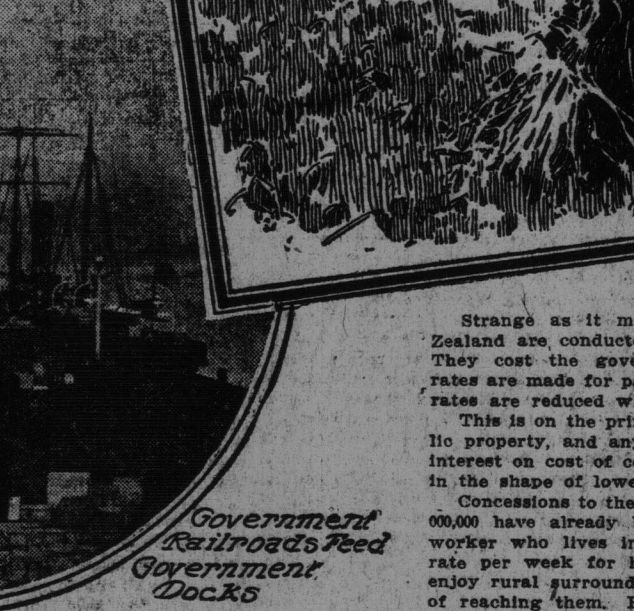 Government
Railroads Feed
Government
Docks
Strange as it m
Zealand are conducte
They cost the gove
rates are made for p
rates are reduced w
This is on the prin
lic property, and any
interest on cost of c
in the shape of lowe
Concessions to the
000,000 have already
worker who lives in
rate per week for h
enjoy rural surround
of reaching them.